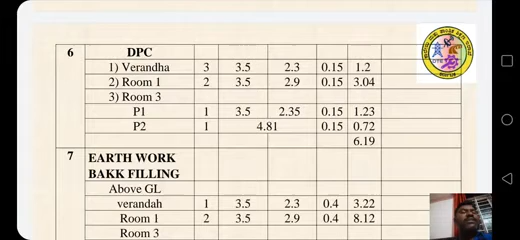 6 DPC
1) Verandha 3 3.5 2.3 0.15 1.2
2) Room 1 2 3.5 2.9 0.15 3.04
3) Room 3
P1 1 3.5 2.35 0.15 1.23
P2 1 4.81 0.15 0.72
6.19
7 EARTH WORK
BAKK FILLING
Above GL
verandah 1 3.5 2.3 0.4 3.22
Room 1 2 3.5 2.9 0.4 8.12
Room 3
DTE